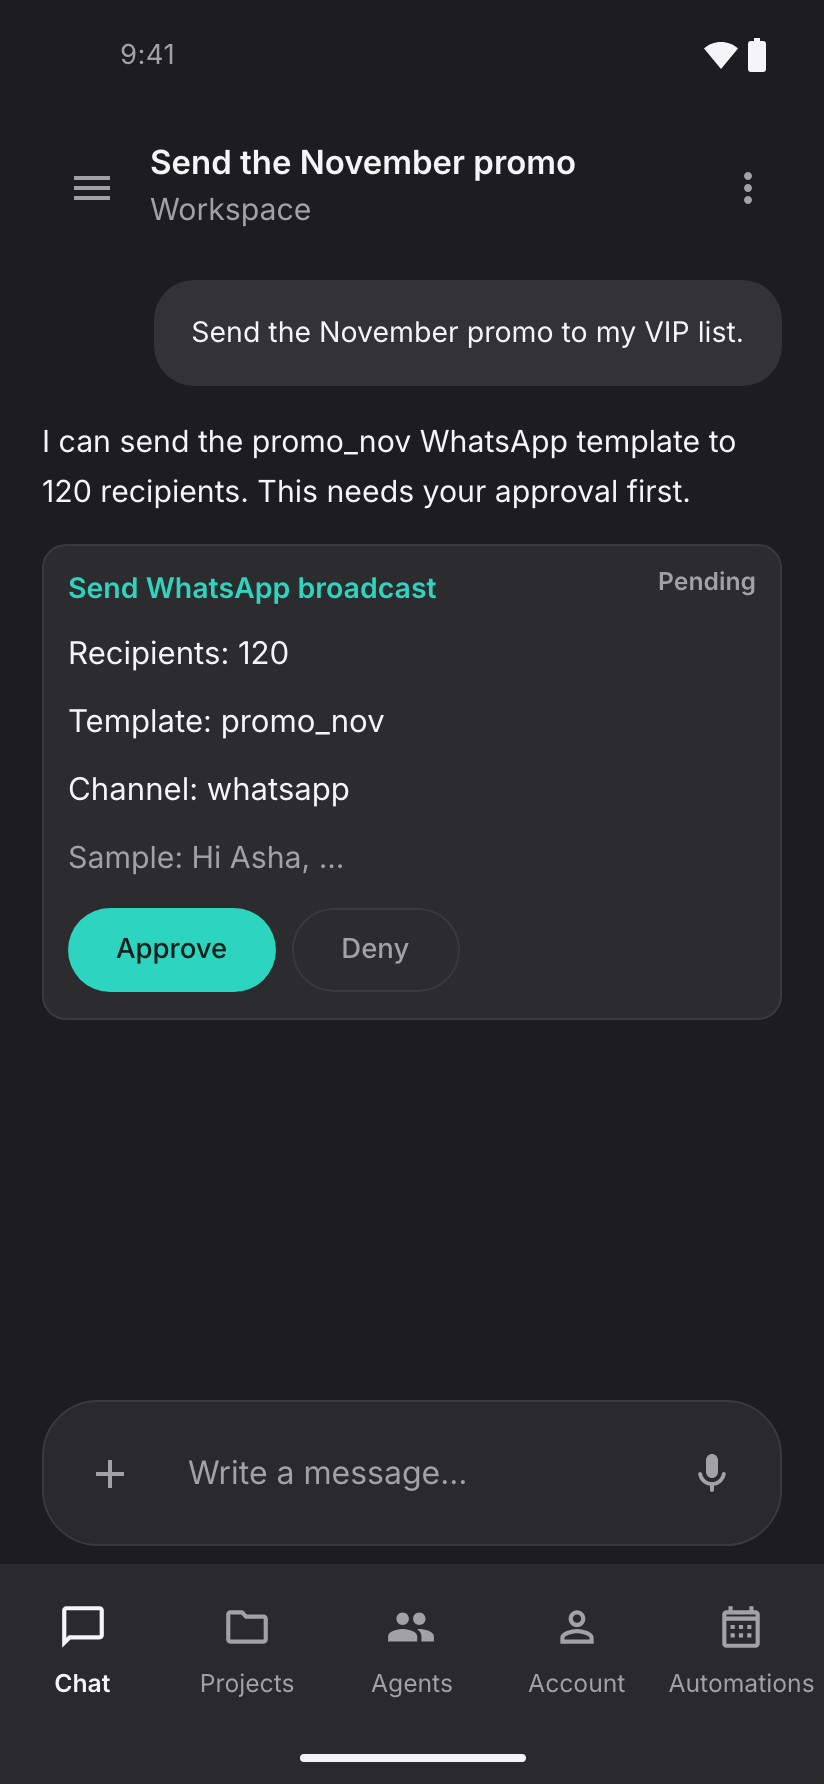 9:41
Send the November promo
Workspace
Send the November promo to my VIP list.
I can send the promo_nov WhatsApp template to
120 recipients. This needs your approval first.
Send WhatsApp broadcast
Pending
Recipients: 120
Template: promo_nov
Channel: whatsapp
Sample: Hi Asha, ...
Approve
Deny
Write a message...
Chat
Projects
Agents
Account
Automations